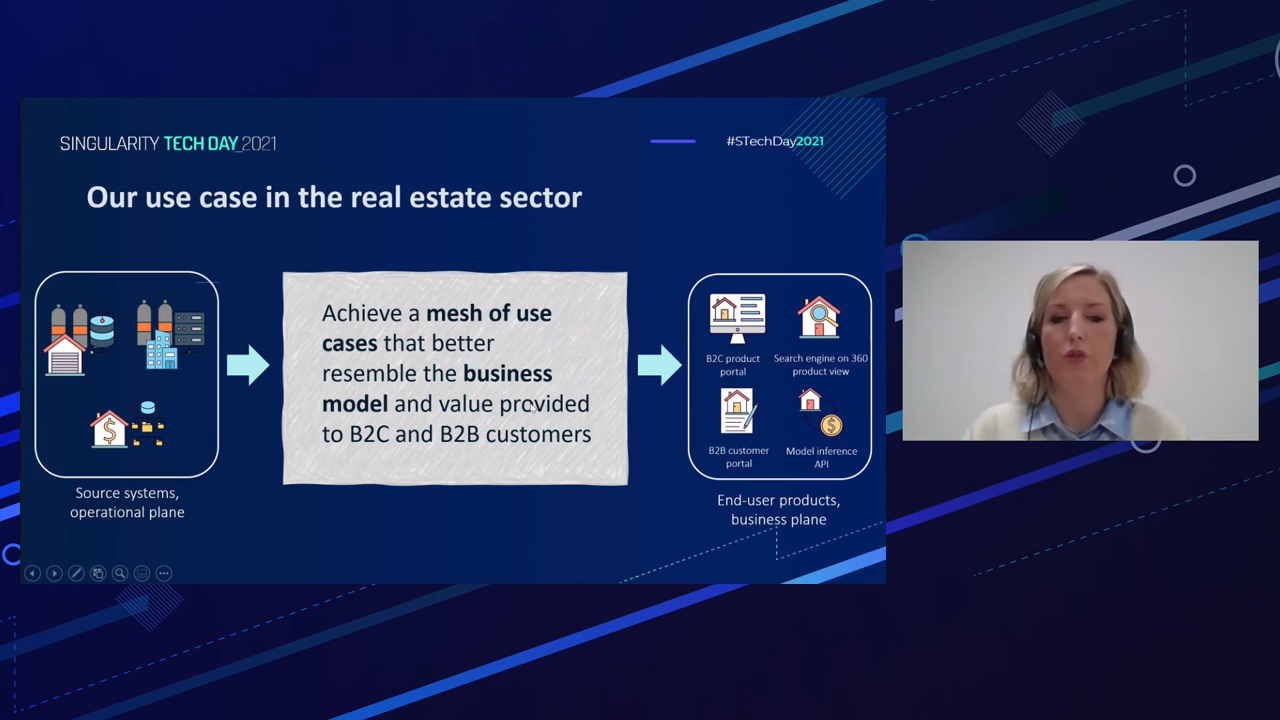 SINGULARITY TECH DAY_2021
#STechDay2021
Our use case in the real estate sector
Achieve a mesh of use
cases that better
resemble the business
model and value provided
to B2C and B2B customers
Source systems,
operational plane
B2C product
portal
Search engine on 360
product view
B2B customer
portal
Model inference
API
End-user products,
business plane